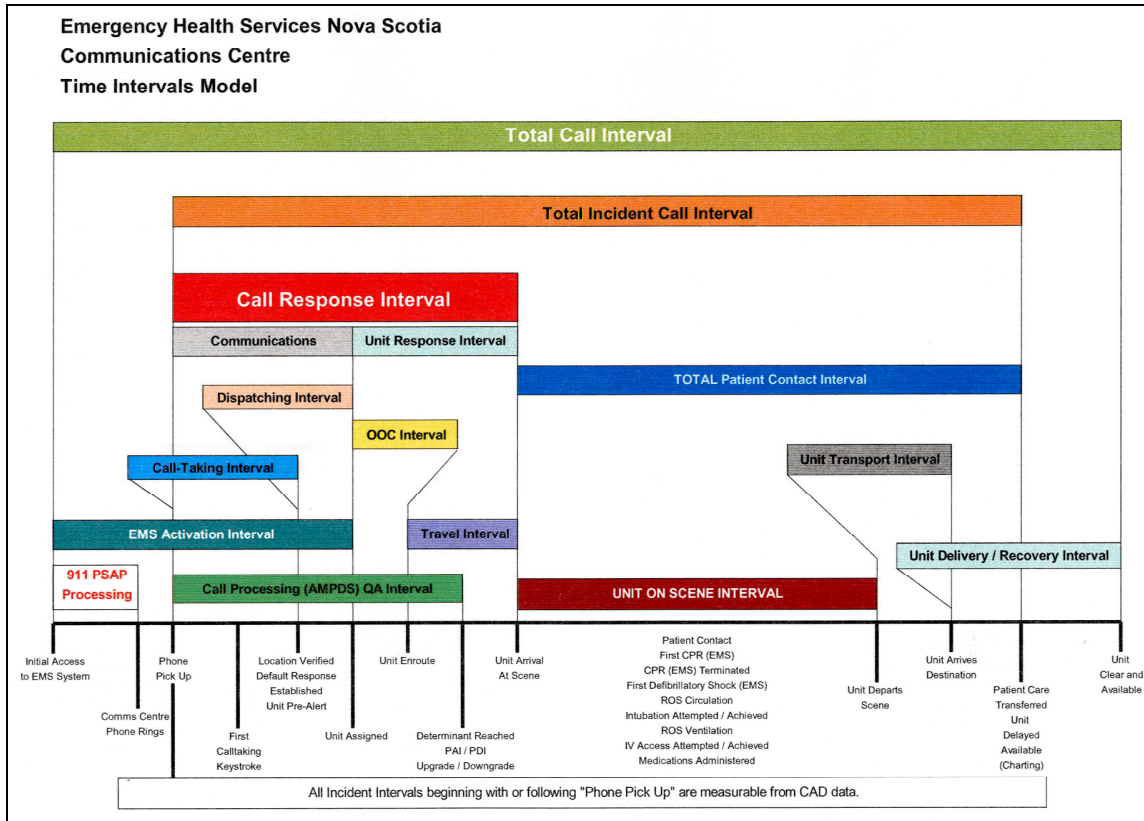 Emergency Health Services Nova Scotia
Communications Centre
Time Intervals Model
Total Call Interval
Total Incident Call Interval
Call Response Interval
Communications
Unit Response Interval
TOTAL Patient Contact Interval
Dispatching Interval
OOC Interval
Call-Taking Interval
Unit Transport Interval
EMS Activation Interval
Travel Interval
Unit Delivery / Recovery Interval
911 PSAP
Processing
Call Processing (AMPDS) QA Interval
UNIT ON SCENE INTERVAL
Initial Access
to EMS System
Comms Centre
Phone Rings
Phone
Pick Up
First
Calltaking
Keystroke
Location Verified
Default Response
Established
Unit Pre-Alert
Unit Assigned
Unit Enroute
Determinant Reached
PAI / PDI
Upgrade / Downgrade
Unit Arrival
At Scene
Patient Contact
First CPR (EMS)
CPR (EMS) Terminated
First Defibrillatory Shock (EMS)
ROS Circulation
Intubation Attempted / Achieved
ROS Ventilation
IV Access Attempted / Achieved
Medications Administered
Unit Departs
Scene
Unit Arrives
Destination
Patient Care
Transferred
Unit
Delayed
Available
(Charting)
Unit
Clear and
Available
All Incident Intervals beginning with or following "Phone Pick Up" are measurable from CAD data.